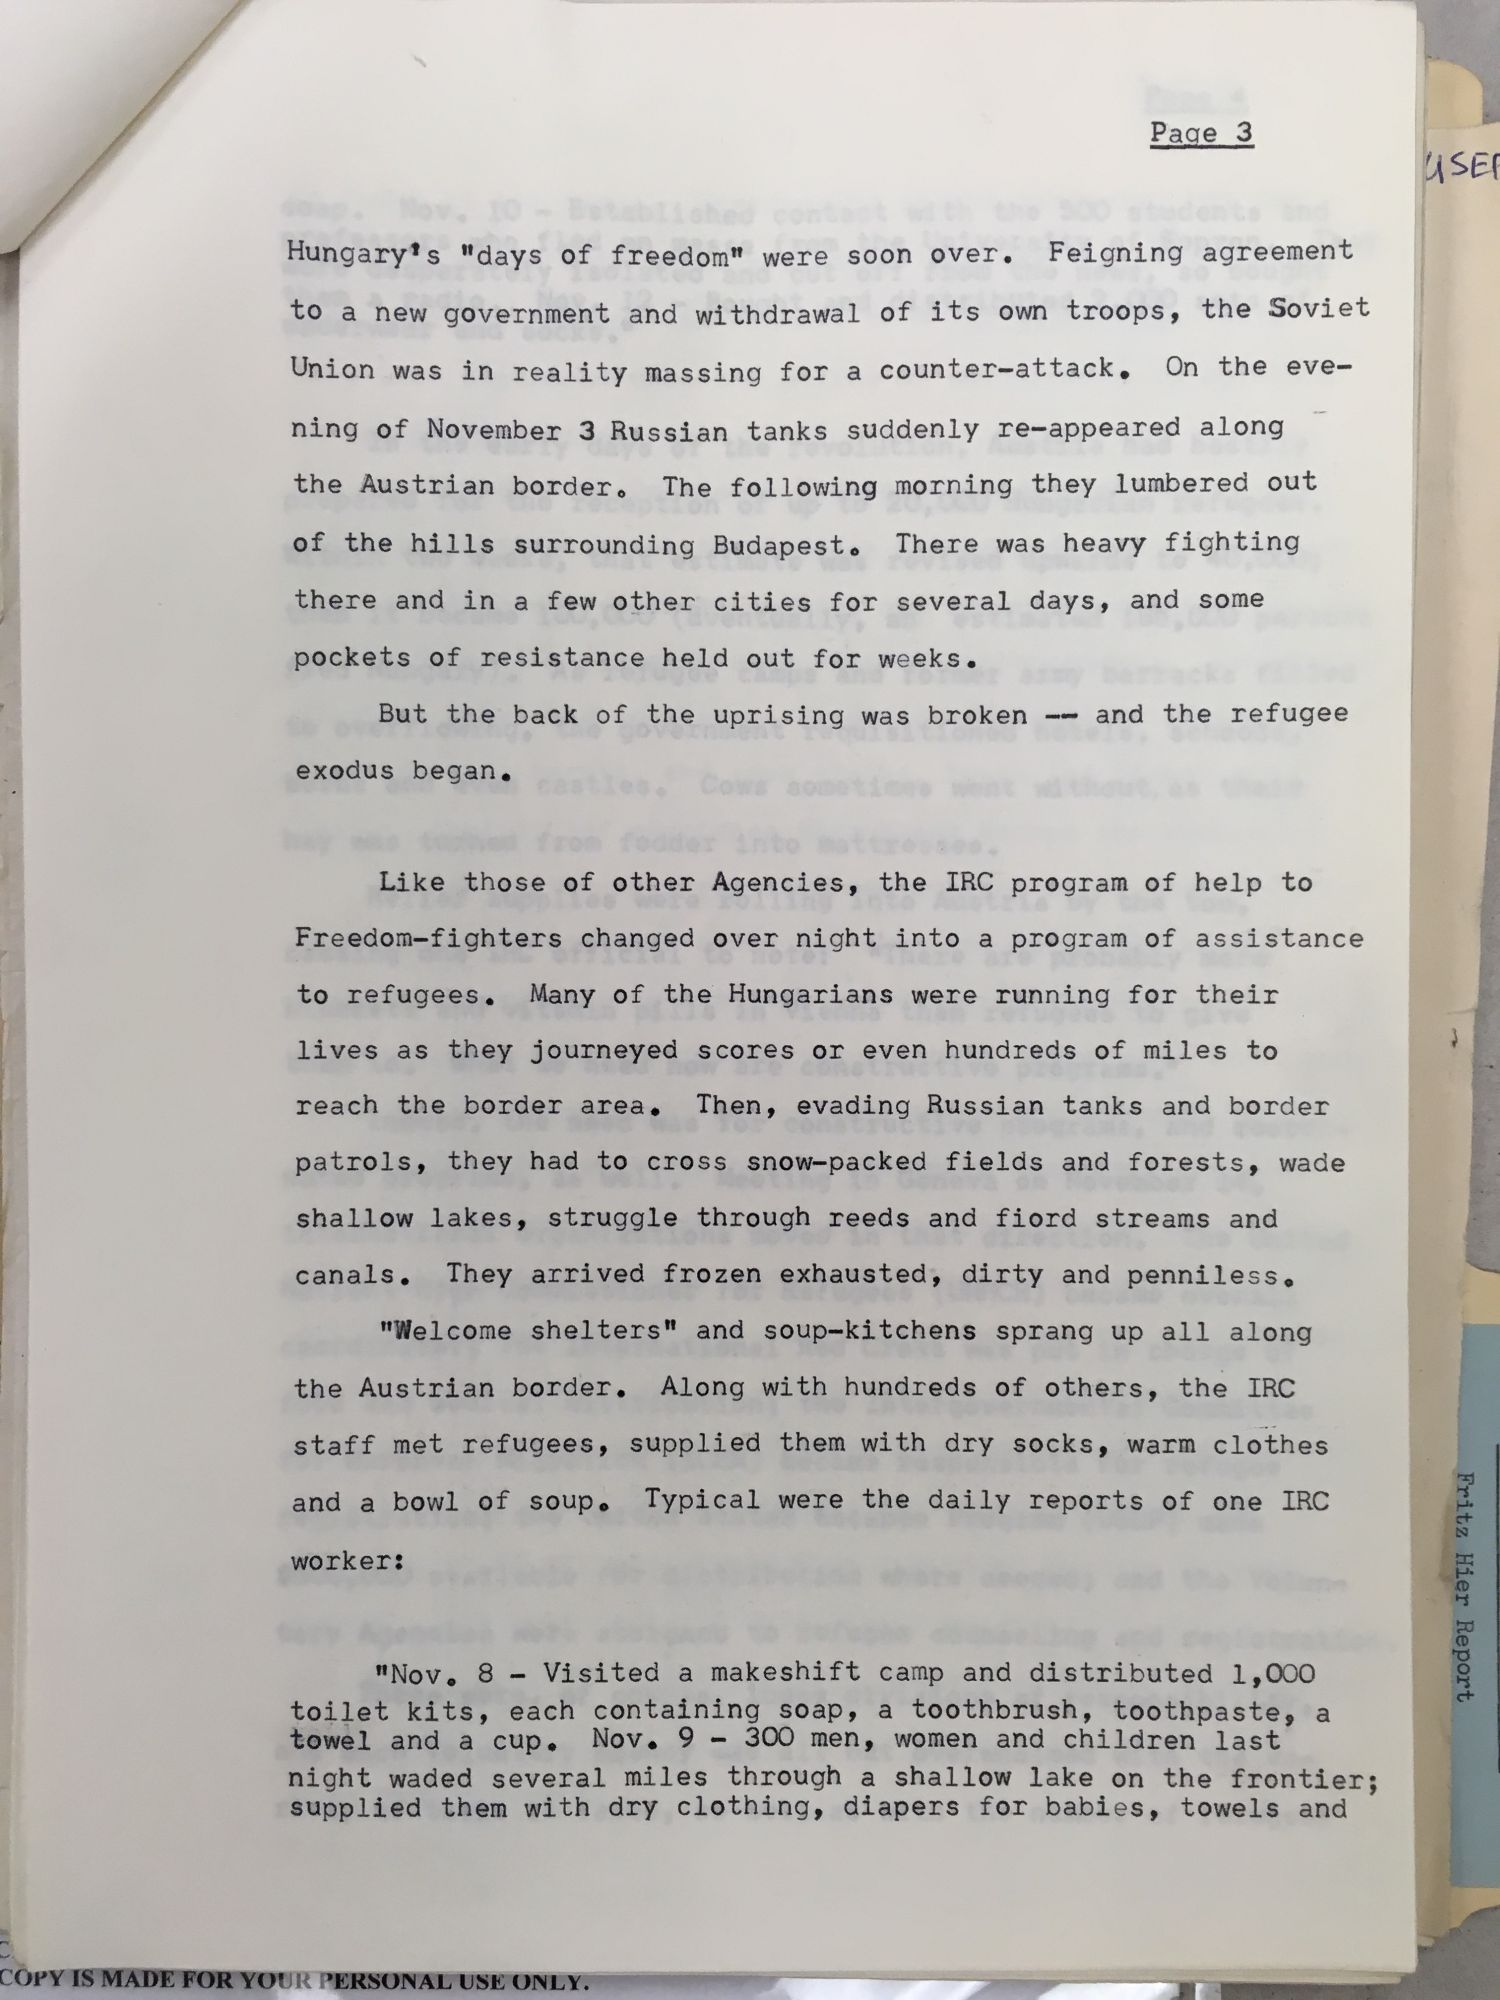 Page 3
USEP
Hungary's "days of freedom" were soon over. Feigning agreement
to a new government and withdrawal of its own troops, the Soviet
Union was in reality massing for a counter-attack. On the eve-
ning of November 3 Russian tanks suddenly re-appeared along
the Austrian border. The following morning they lumbered out
of the hills surrounding Budapest. There was heavy fighting
there and in a few other cities for several days, and some
pockets of resistance held out for weeks.
But the back of the uprising was broken -- and the refugee
exodus began.
Like those of other Agencies, the IRC program of help to
Freedom-fighters changed over night into a program of assistance
to refugees. Many of the Hungarians were running for their
lives as they journeyed scores or even hundreds of miles to
reach the border area. Then, evading Russian tanks and border
patrols, they had to cross snow-packed fields and forests, wade
shallow lakes, struggle through reeds and fiord streams and
canals. They arrived frozen exhausted, dirty and penniless.
"Welcome shelters" and soup-kitchens sprang up all along
the Austrian border. Along with hundreds of others, the IRC
staff met refugees, supplied them with dry socks, warm clothes
and a bowl of soup. Typical were the daily reports of one IRC
worker:
"Nov. 8 - Visited a makeshift camp and distributed 1,000
toilet kits, each containing soap, a toothbrush, toothpaste, a
towel and a cup. Nov. 9 - 300 men, women and children last
night waded several miles through a shallow lake on the frontier;
supplied them with dry clothing, diapers for babies, towels and
Fritz Hier Report
COPY IS MADE FOR YOUR PERSONAL USE ONLY.